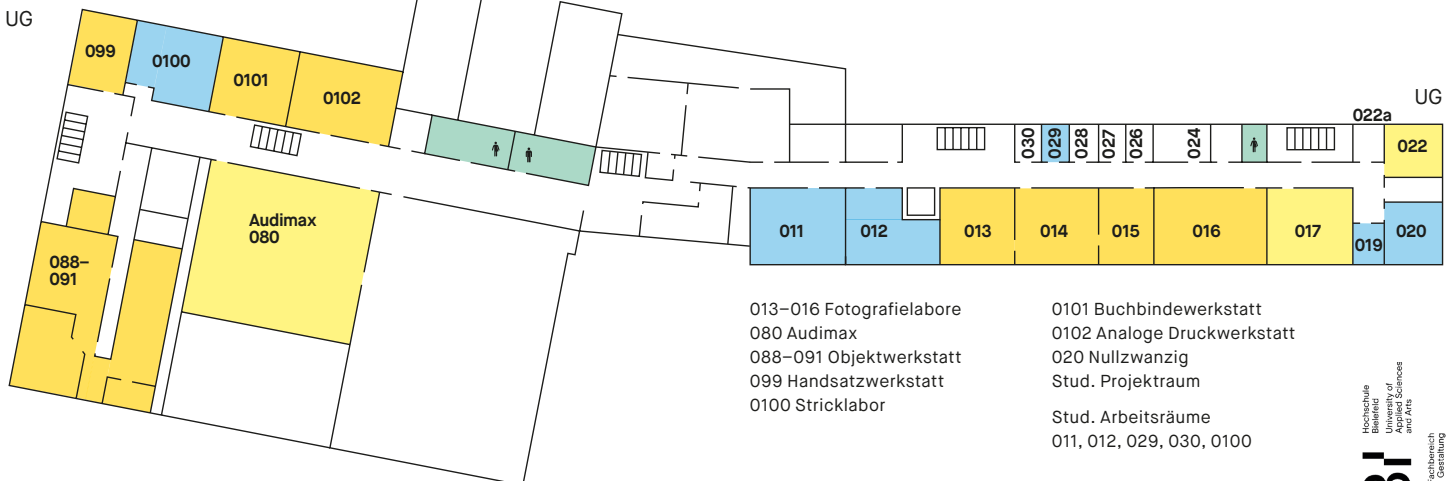 UG
099
0100
0101
0102
Audimax
080
088–
091
UG
022a
030
029
028
027
026
024
022
011
012
013
014
015
016
017
019
020
013–016 Fotografielabore
080 Audimax
088–091 Objektwerkstatt
099 Handsatzwerkstatt
0100 Stricklabor
0101 Buchbindewerkstatt
0102 Analoge Druckwerkstatt
020 Nullzwanzig
Stud. Projektraum
Stud. Arbeitsräume
011, 012, 029, 030, 0100
Hochschule
Bielefeld
University of
Applied Sciences
and Arts
Fachbereich
Gestaltung